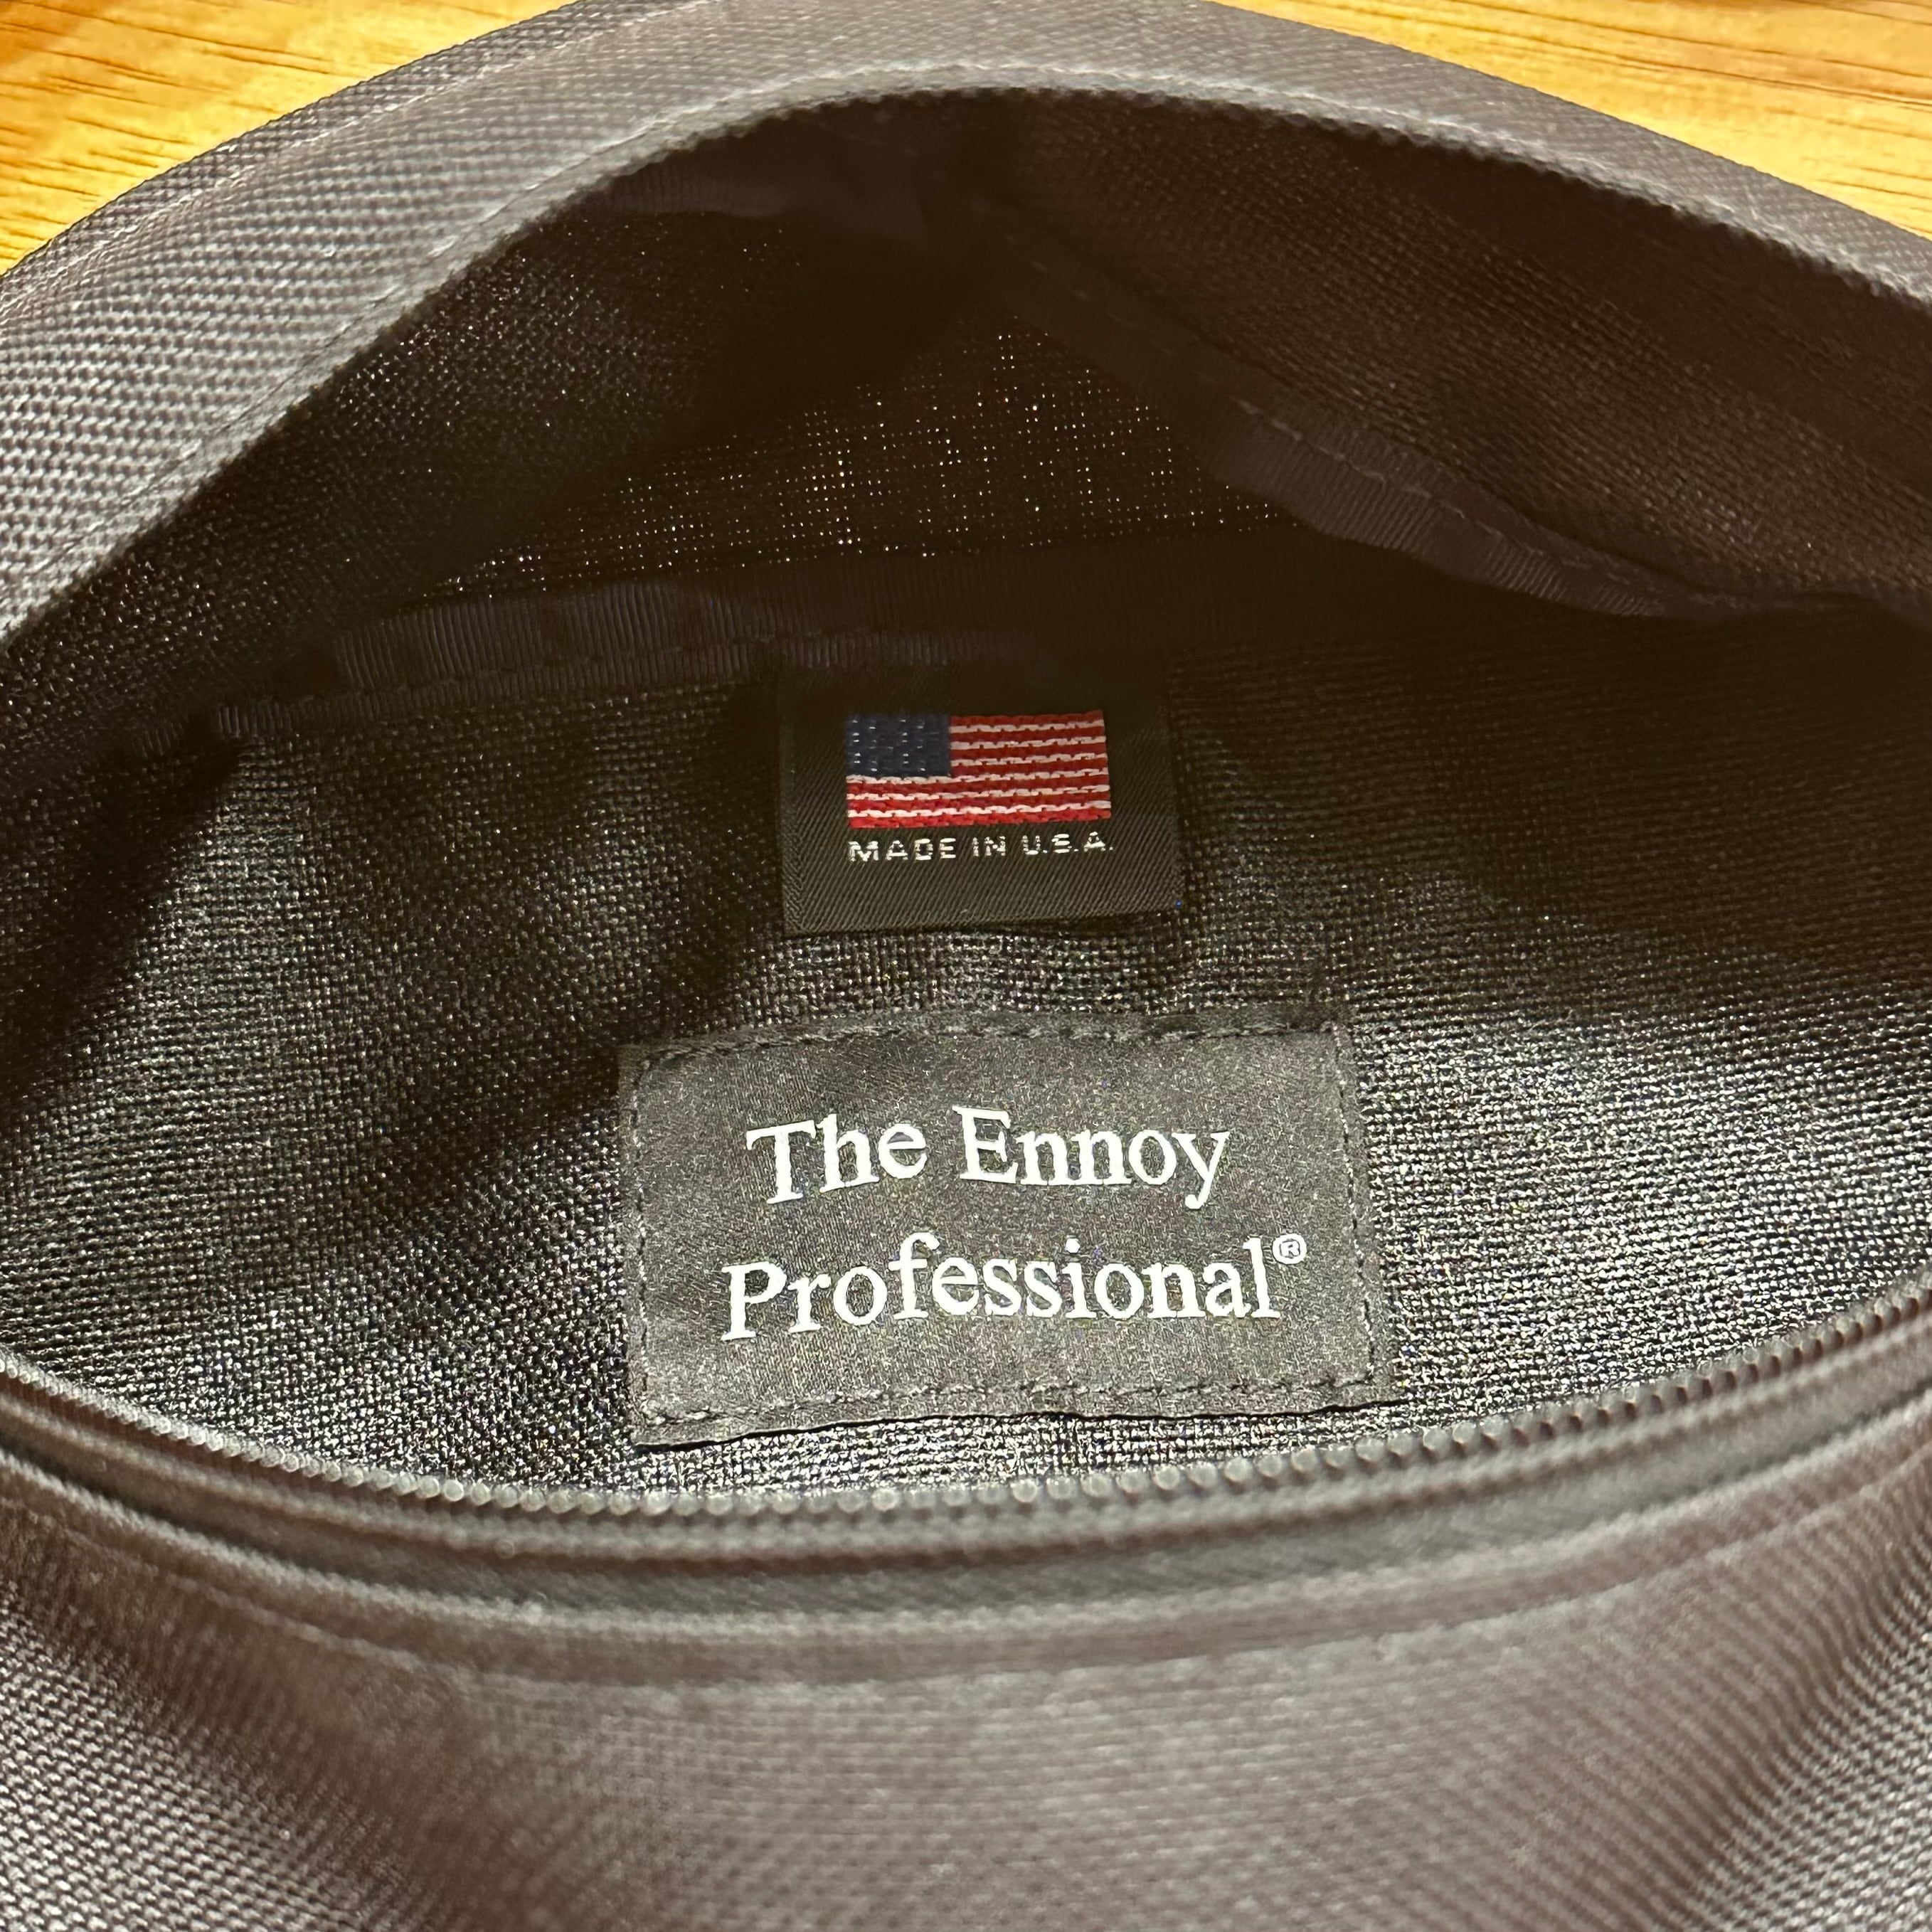 MADE IN U.S.A.
The Ennoy
Professional®